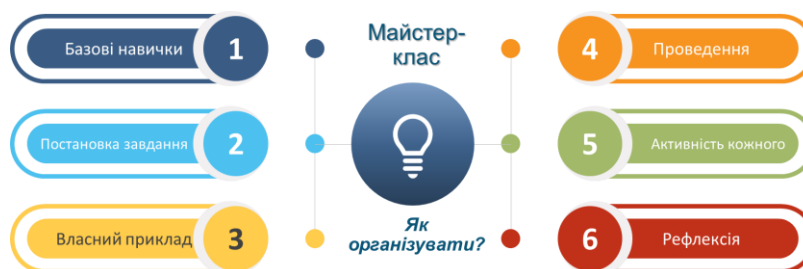 Майстер-
клас
Базові навички 1
Постановка завдання 2
Власний приклад 3
4 Проведення
5 Активність кожного
6 Рефлексія
Як
організувати?